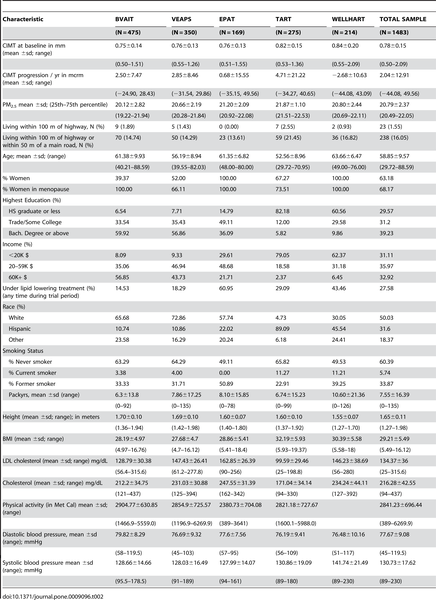 Characteristic BVAIT VEAPS EPAT TART WELLHART TOTAL SAMPLE
(N = 475) (N = 350) (N = 169) (N = 275) (N = 214) (N = 1483)
CIMT at baseline in mm (mean ±sd; (range) 0.75±0.14 0.76±0.13 0.76±0.13 0.82±0.15 0.84±0.20 0.78±0.15
(0.50–1.51) (0.55–1.26) (0.51–1.55) (0.53–1.36) (0.55–2.09) (0.50–2.09)
CIMT progression / yr in mcrm (mean ±sd; (range) 2.50±7.47 2.85±8.46 0.68±15.55 4.71±21.22 −2.68±10.63 2.04±12.91
(−24.90, 28.43) (−31.54, 29.86) (−35.15, 49.56) (−34.27, 40.65) (−44.08, 43.09) (−44.08, 49.56)
PM2.5 mean ±sd; (25th–75th percentile) 20.12±2.82 20.66±2.19 21.20±2.09 21.87±1.10 20.80±2.44 20.79±2.37
(19.22–21.94) (20.28–21.84) (20.92–22.08) (21.51–22.53) (20.69–22.11) (20.49–22.05)
Living within 100 m of highway, N (%) 9 (1.89) 5 (1.43) 0 (0.00) 7 (2.55) 2 (0.93) 23 (1.55)
Living within 100 m of highway or within 50 m of a main road, N (%) 70 (14.74) 50 (14.29) 23 (13.61) 59 (21.45) 36 (16.82) 238 (16.05)
Age; mean ±sd; (range) 61.38±9.93 56.19±8.94 61.35±6.82 52.56±8.96 63.66±6.47 58.85±9.57
(40.21–88.59) (39.55–82.03) (48.00–80.00) (29.72–70.95) (49.00–76.00) (29.72–88.59)
% Women 39.37 52.00 100.00 67.27 100.00 63.18
% Women in menopause 100.00 66.11 100.00 73.51 100.00 68.17
Highest Education (%)
HS graduate or less 6.54 7.71 14.79 82.18 60.56 29.57
Trade/Some College 33.54 35.43 49.11 12.00 29.58 31.2
Bach. Degree or above 59.92 56.86 36.09 5.82 9.86 39.23
Income (%)
<20K $ 8.09 9.33 29.61 79.05 62.37 31.11
20–59K $ 35.06 46.94 48.68 18.58 31.18 35.97
60K+ $ 56.85 43.73 21.71 2.37 6.45 32.92
Under lipid lowering treatment (%) (any time during trial period) 14.53 18.29 60.95 29.09 43.46 27.58
Race (%)
White 65.68 72.86 57.74 4.73 30.05 50.03
Hispanic 10.74 10.86 22.02 89.09 45.54 31.6
Other 23.58 16.29 20.24 6.18 24.41 18.37
Smoking Status
% Never smoker 63.29 64.29 49.11 65.82 49.53 60.39
% Current smoker 3.38 4.00 0.00 11.27 11.21 5.74
% Former smoker 33.33 31.71 50.89 22.91 39.25 33.87
Packyrs, mean ±sd (range) 6.3±13.8 7.86±17.25 8.10±15.85 6.74±15.23 10.60±21.36 7.55±16.39
(0–92) (0–135) (0–78) (0–99) (0–126) (0–135)
Height (mean ±sd; range); in meters 1.70±0.10 1.69±0.10 1.60±0.07 1.60±0.10 1.55±0.07 1.65±0.11
(1.36–1.94) (1.42–1.98) (1.40–1.80) (1.37–1.92) (1.27–1.70) (1.27–1.98)
BMI (mean ±sd; range) 28.19±4.97 27.68±4.7 28.86±5.41 32.19±5.93 30.39±5.58 29.21±5.49
(4.97–16.76) (4.7–16.12) (5.41–18.4) (5.93–19.37) (5.58–18) (5.49–16.12)
LDL cholesterol (mean ±sd; range) mg/dL 128.79±30.38 147.43±26.41 162.85±26.39 99.59±29.46 146.23±38.69 134.37±36
(56.4–315.6) (61.2–277.8) (90–256) (25–198.8) (56–280) (25–315.6)
Cholesterol (mean ±sd; range) mg/dL 212.2±34.75 231.03±30.88 247.55±31.39 171.04±34.14 234.24±44.11 216.28±42.55
(121–437) (125–394) (162–342) (94–330) (127–392) (94–437)
Physical activity (in Met Cal) mean ±sd; (range) 2904.77±630.85 2854.9±725.57 2380.73±704.08 2821.18±727.67 2841.23±696.44
(1466.9–5559.0) (1196.9–6269.9) (389–3641) (1600.1–5988.0) (389–6269.9)
Diastolic blood pressure, mean ±sd (range); mmHg 79.82±8.29 76.69±9.32 77.6±7.56 76.19±9.41 76.48±10.16 77.67±9.08
(58–119.5) (45–103) (57–95) (56–109) (51–117) (45–119.5)
Systolic blood pressure mean ±sd (range); mmHg 128.66±14.66 128.03±16.49 127.99±14.07 130.86±19.09 141.74±21.49 130.73±17.62
(95.5–178.5) (91–189) (94–161) (89–180) (89–230) (89–230)
doi:10.1371/journal.pone.0009096.t002